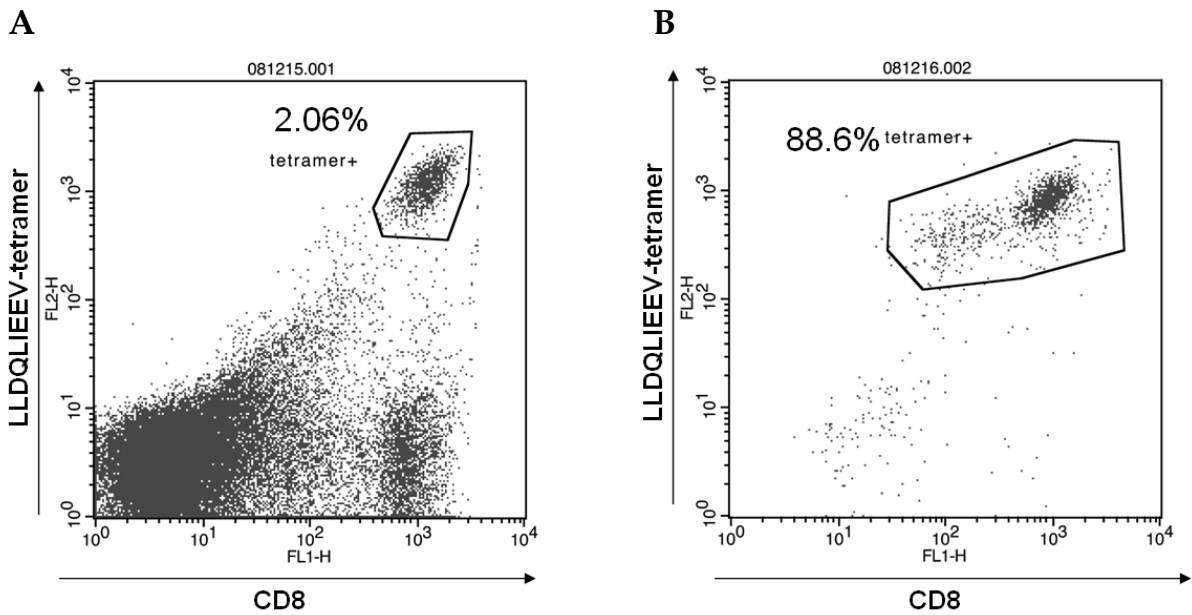 A
081215.001
2.06%
tetramer+
LLDQLIEEV-tetramer
FL2-H
10^4
10^3
10^2
10^1
10^0
10^0 10^1 10^2 10^3 10^4
FL1-H
CD8
B
081216.002
88.6% tetramer+
LLDQLIEEV-tetramer
FL2-H
10^4
10^3
10^2
10^1
10^0
10^0 10^1 10^2 10^3 10^4
FL1-H
CD8